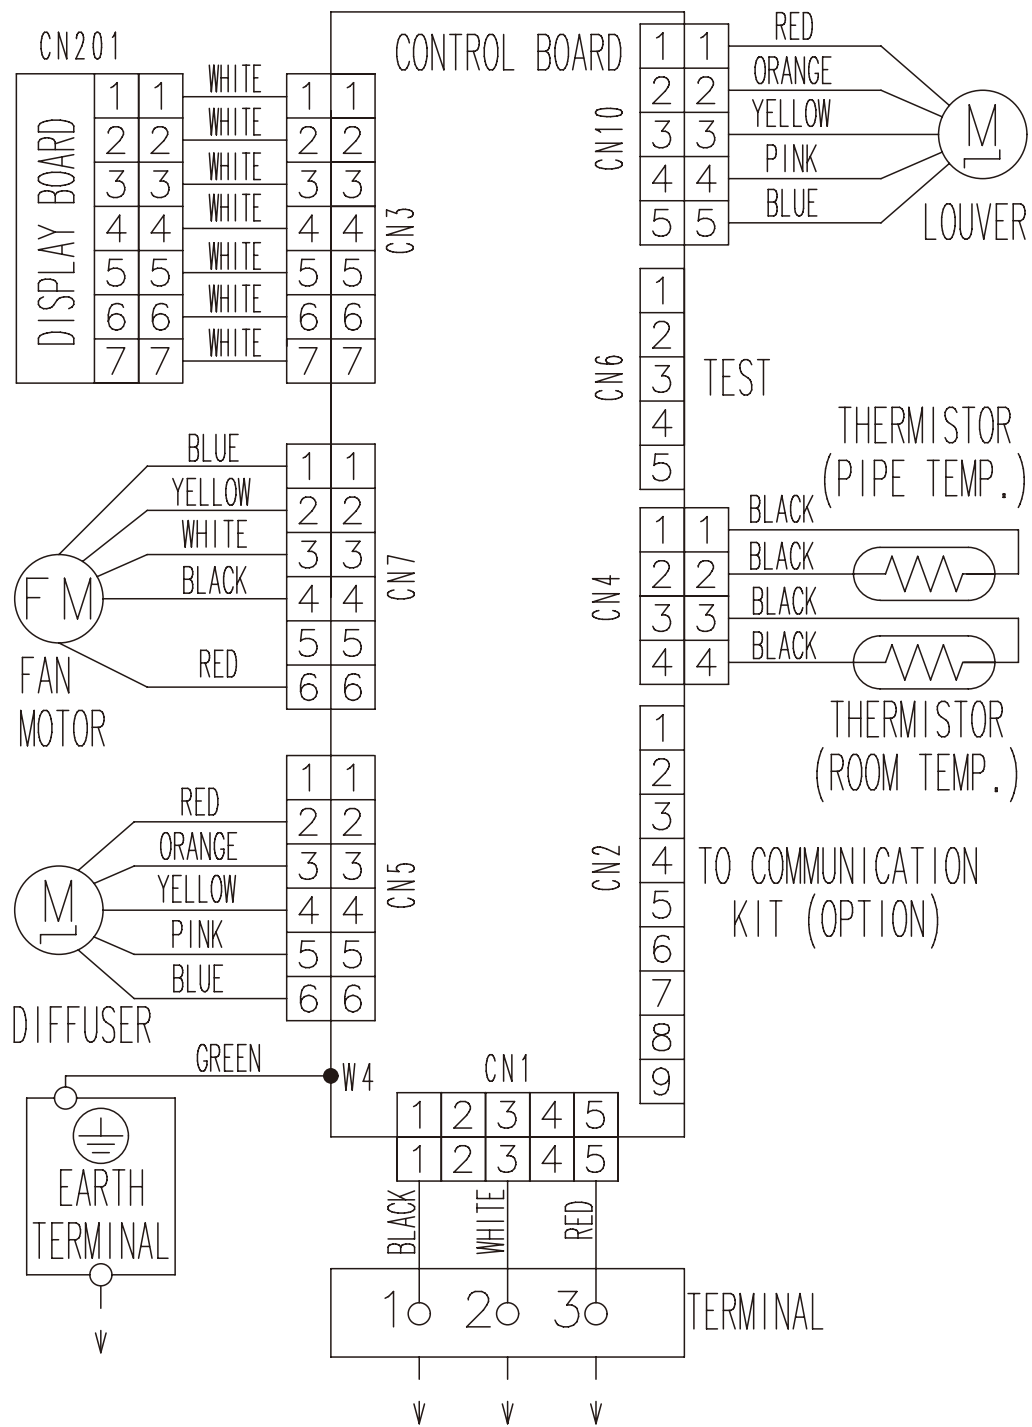 CN201
CONTROL BOARD
DISPLAY BOARD
1 1 WHITE 1 1
2 2 WHITE 2 2
3 3 WHITE 3 3
4 4 WHITE 4 4
5 5 WHITE 5 5
6 6 WHITE 6 6
7 7 WHITE 7 7
CN3
CN10
1 1 RED
2 2 ORANGE
3 3 YELLOW
4 4 PINK
5 5 BLUE
M
LOUVER
CN6
1
2
3
4
5
TEST
BLUE 1 1
YELLOW 2 2
WHITE 3 3
BLACK 4 4
5 5
RED 6 6
CN7
FM
FAN
MOTOR
THERMISTOR
(PIPE TEMP.)
CN4
1 1 BLACK
2 2 BLACK
3 3 BLACK
4 4 BLACK
THERMISTOR
(ROOM TEMP.)
1 1
RED 2 2
ORANGE 3 3
YELLOW 4 4
PINK 5 5
BLUE 6 6
CN5
M
DIFFUSER
CN2
1
2
3
4
5
6
7
8
9
TO COMMUNICATION
KIT (OPTION)
GREEN
W4
EARTH
TERMINAL
CN1
1 2 3 4 5
1 2 3 4 5
BLACK
WHITE
RED
1 2 3
TERMINAL